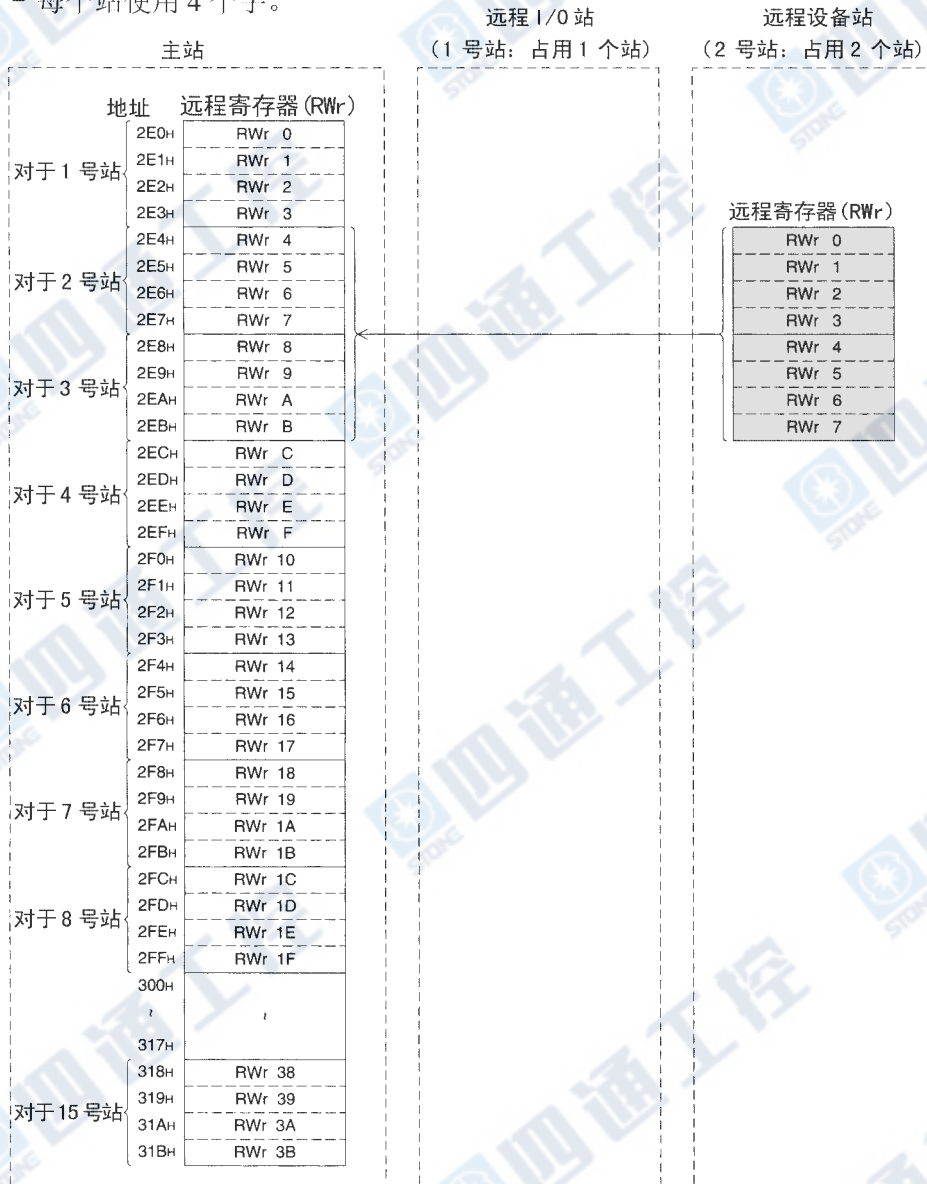 每个站使用 4 个字。
远程 I/O 站
远程设备站
主站
(1 号站: 占用 1 个站)
(2 号站: 占用 2 个站)
地址 远程寄存器(RWr)
对于 1 号站
2E0H RWr 0
2E1H RWr 1
2E2H RWr 2
2E3H RWr 3
对于 2 号站
2E4H RWr 4
2E5H RWr 5
2E6H RWr 6
2E7H RWr 7
对于 3 号站
2E8H RWr 8
2E9H RWr 9
2EAH RWr A
2EBH RWr B
对于 4 号站
2ECH RWr C
2EDH RWr D
2EEH RWr E
2EFH RWr F
对于 5 号站
2F0H RWr 10
2F1H RWr 11
2F2H RWr 12
2F3H RWr 13
对于 6 号站
2F4H RWr 14
2F5H RWr 15
2F6H RWr 16
2F7H RWr 17
对于 7 号站
2F8H RWr 18
2F9H RWr 19
2FAH RWr 1A
2FBH RWr 1B
对于 8 号站
2FCH RWr 1C
2FDH RWr 1D
2FEH RWr 1E
2FFH RWr 1F
300H
~ ~
317H
对于 15 号站
318H RWr 38
319H RWr 39
31AH RWr 3A
31BH RWr 3B
远程寄存器(RWr)
RWr 0
RWr 1
RWr 2
RWr 3
RWr 4
RWr 5
RWr 6
RWr 7
四通工控
STONE